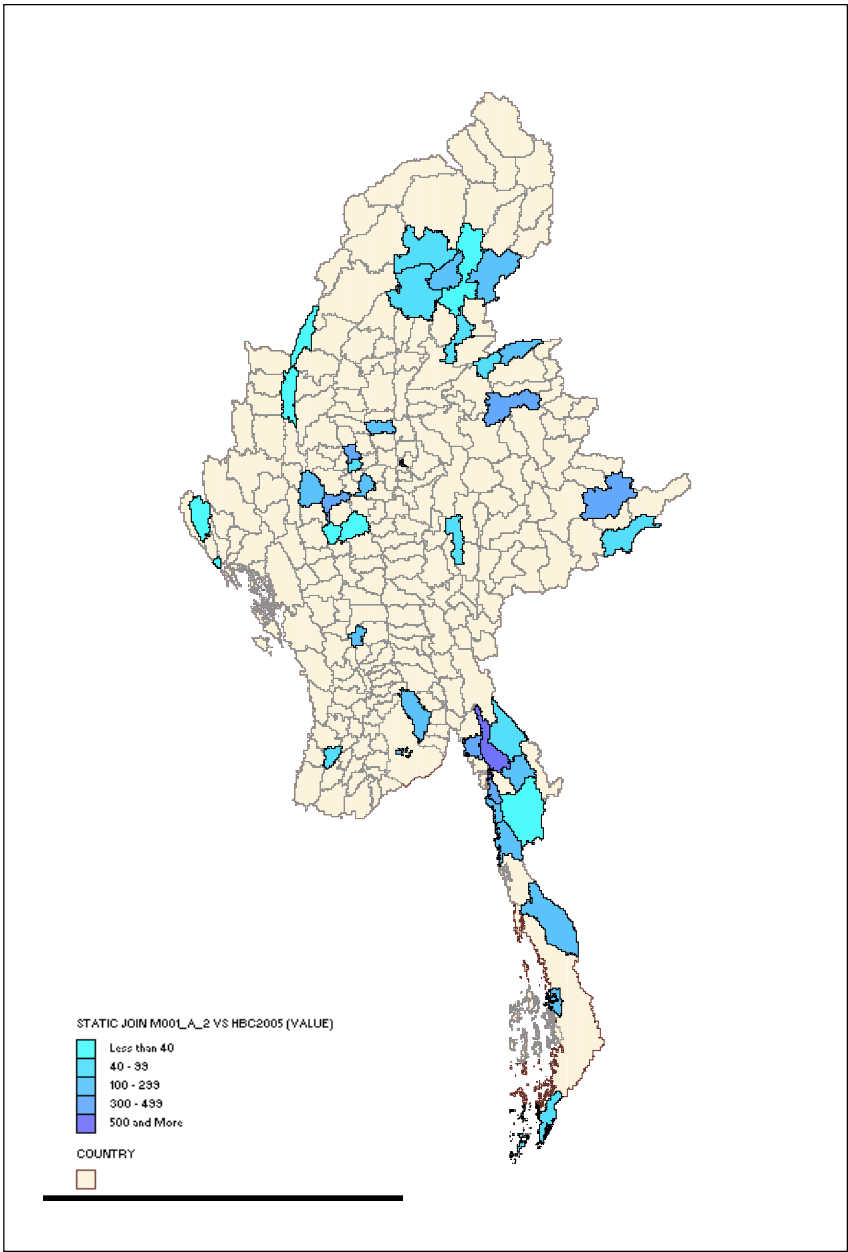 STATIC JOIN M001_A_2 VS HBC2005 (VALUE)
Less than 40
40 - 99
100 - 299
300 - 499
500 and More
COUNTRY